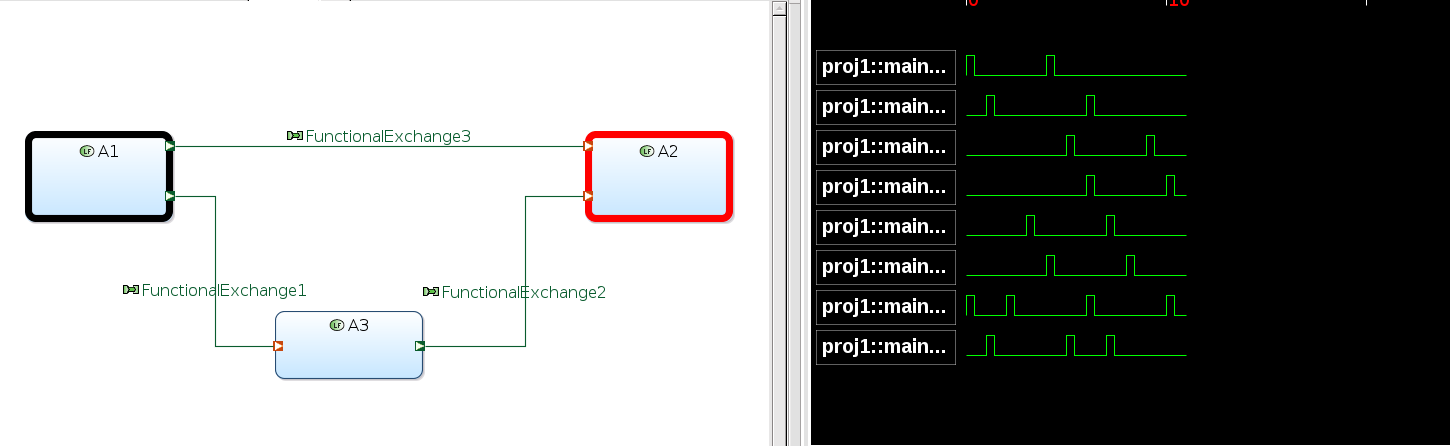 0 10
FunctionalExchange3
LF A1
LF A2
FunctionalExchange1
FunctionalExchange2
LF A3
proj1::main...
proj1::main...
proj1::main...
proj1::main...
proj1::main...
proj1::main...
proj1::main...
proj1::main...